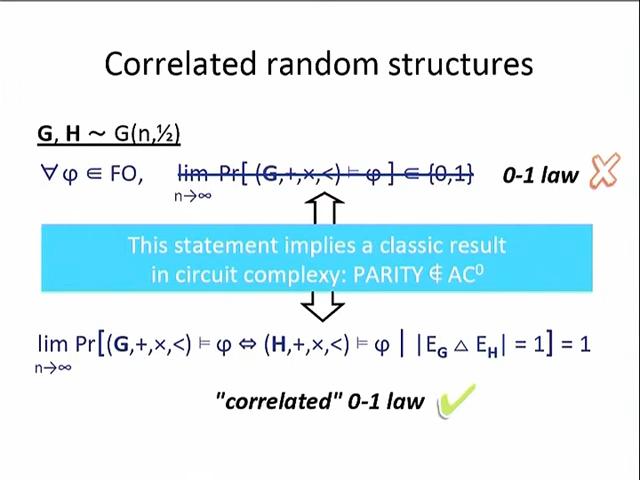 Correlated random structures
G, H ~ G(n,½)
∀ φ ∈ FO, lim Pr[ (G,+,×,<) ⊨ φ ] ∈ {0,1} 0-1 law
n→∞
This statement implies a classic result
in circuit complexy: PARITY ∉ AC⁰
lim Pr[(G,+,×,<) ⊨ φ ⇔ (H,+,×,<) ⊨ φ | |E_G △ E_H| = 1] = 1
n→∞
"correlated" 0-1 law